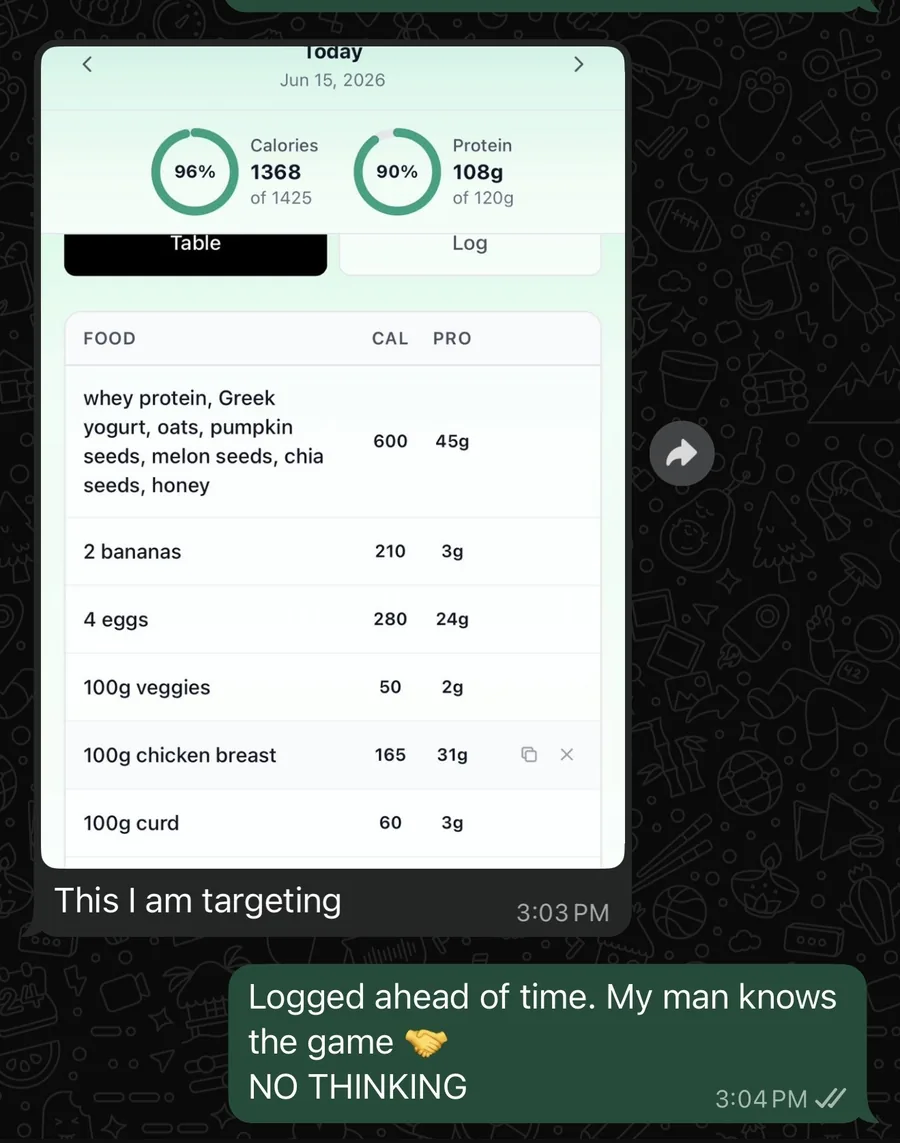 Today
Jun 15, 2026
96%
Calories
1368
of 1425
90%
Protein
108g
of 120g
Table
Log
FOOD CAL PRO
whey protein, Greek
yogurt, oats, pumpkin
seeds, melon seeds, chia
seeds, honey
600 45g
2 bananas 210 3g
4 eggs 280 24g
100g veggies 50 2g
100g chicken breast 165 31g
100g curd 60 3g
This I am targeting
3:03 PM
Logged ahead of time. My man knows
the game 🤝
NO THINKING
3:04 PM